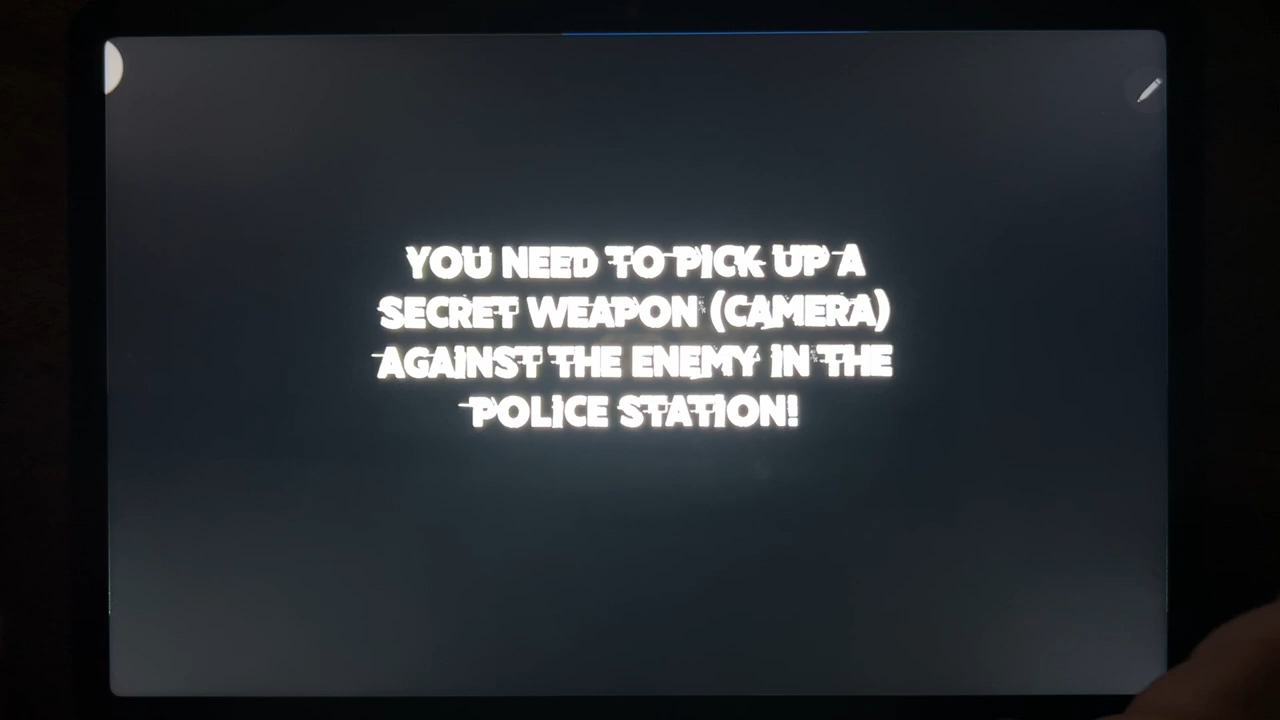 YOU NEED TO PICK UP A
SECRET WEAPON (CAMERA)
AGAINST THE ENEMY IN THE
POLICE STATION!